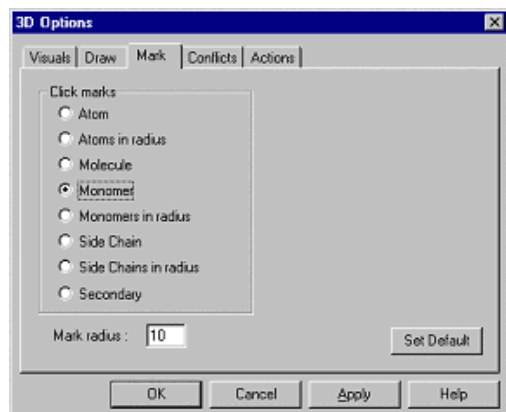 3D Options
Visuals Draw Mark Conflicts Actions
Click marks
Atom
Atoms in radius
Molecule
Monomer
Monomers in radius
Side Chain
Side Chains in radius
Secondary
Mark radius : 10
Set Default
OK Cancel Apply Help